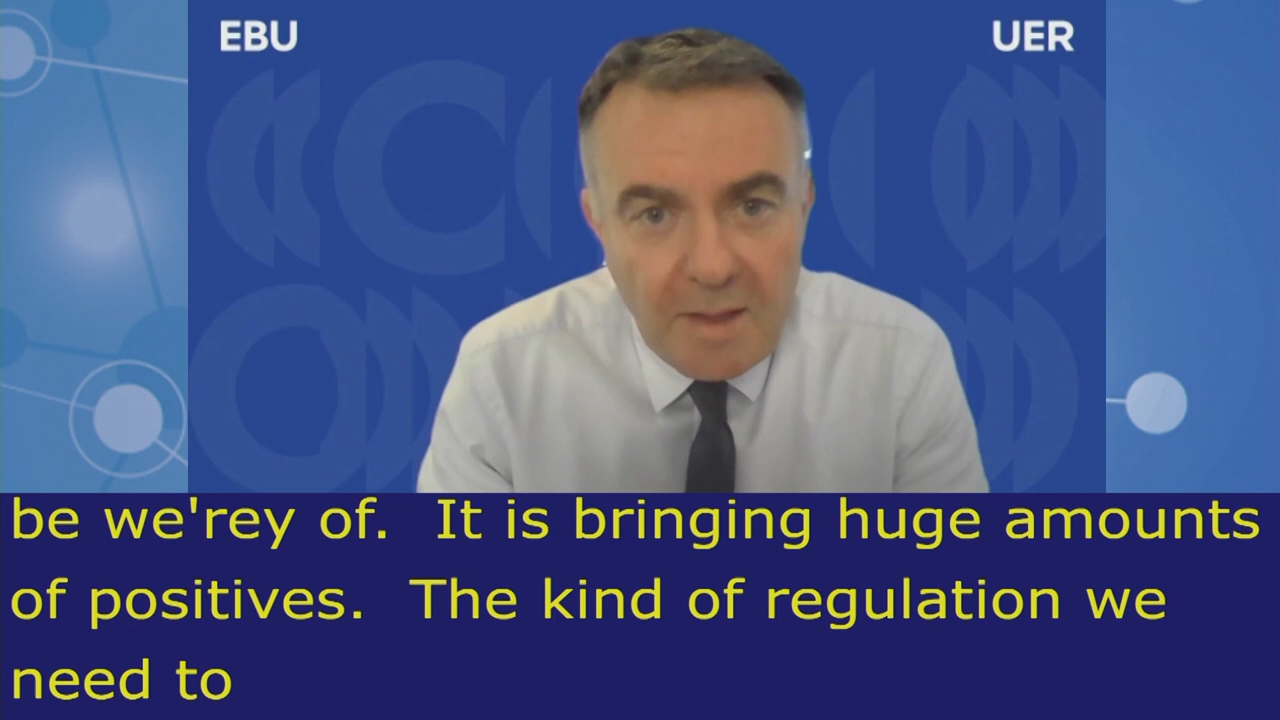 EBU UER
be we'rey of.  It is bringing huge amounts
of positives.  The kind of regulation we
need to